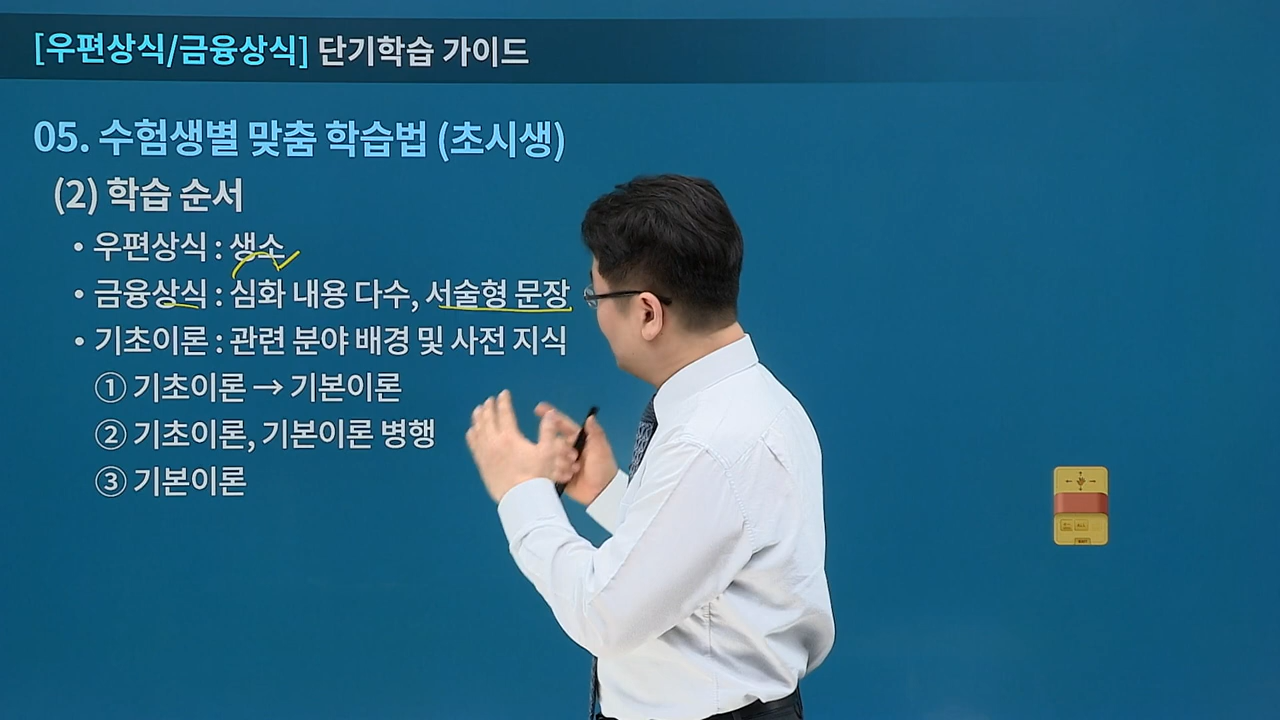 [우편상식/금융상식] 단기학습 가이드
05. 수험생별 맞춤 학습법 (초시생)
(2) 학습 순서
• 우편상식 : 생소
• 금융상식 : 심화 내용 다수, 서술형 문장
• 기초이론 : 관련 분야 배경 및 사전 지식
① 기초이론 → 기본이론
② 기초이론, 기본이론 병행
③ 기본이론